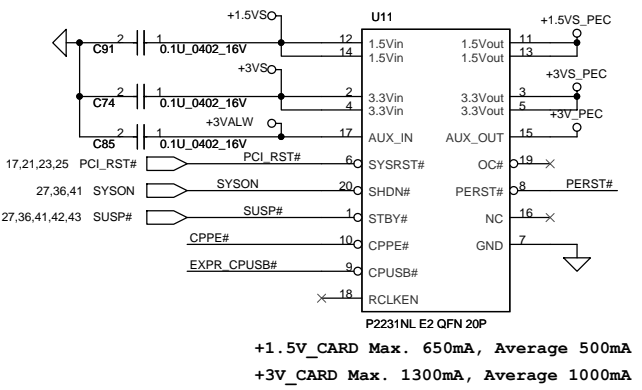 +1.5VS U11 +1.5VS_PEC
C91 2 1 0.1U_0402_16V 12 1.5Vin 1.5Vout 11
14 1.5Vin 1.5Vout 13
+3VS +3VS_PEC
C74 2 1 0.1U_0402_16V 2 3.3Vin 3.3Vout 3
4 3.3Vin 3.3Vout 5
+3VALW +3V_PEC
C85 2 1 0.1U_0402_16V 17 AUX_IN AUX_OUT 15
17,21,23,25 PCI_RST# PCI_RST# 6 SYSRST# OC# 19
27,36,41 SYSON SYSON 20 SHDN# PERST# 8 PERST#
27,36,41,42,43 SUSP# SUSP# 1 STBY# NC 16
CPPE# 10 CPPE# GND 7
EXPR_CPUSB# 9 CPUSB#
18 RCLKEN
P2231NL E2 QFN 20P
+1.5V_CARD Max. 650mA, Average 500mA
+3V_CARD Max. 1300mA, Average 1000mA